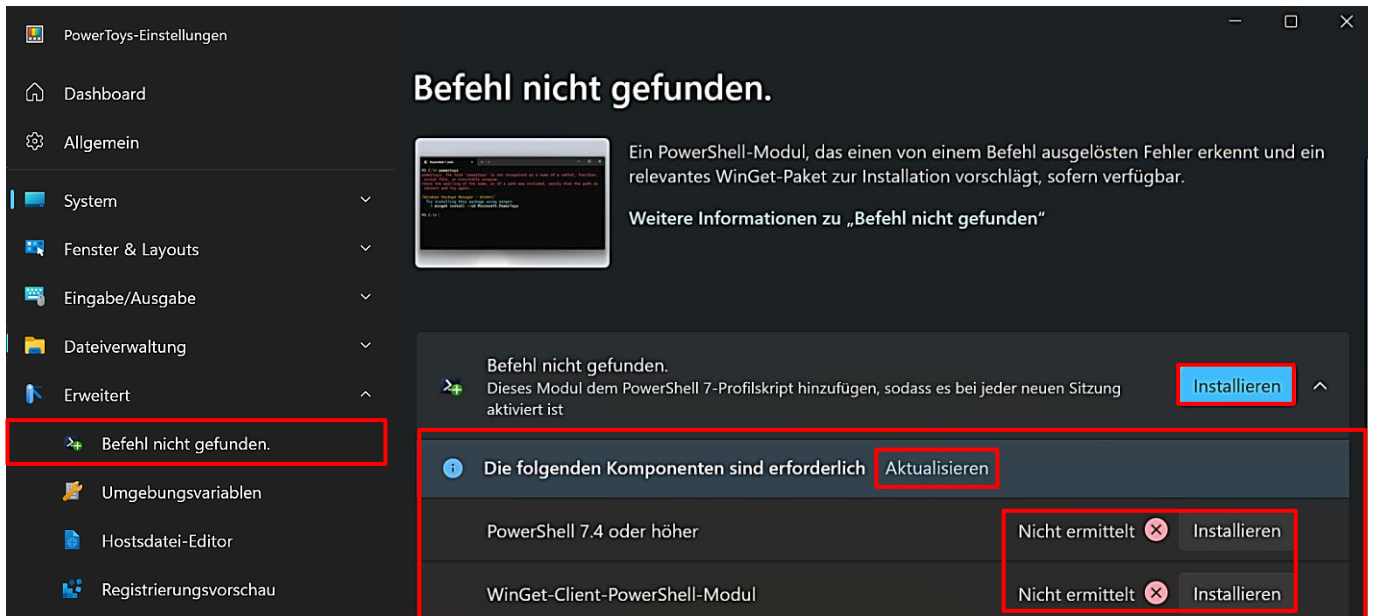 PowerToys-Einstellungen
Dashboard
Allgemein
System
Fenster & Layouts
Eingabe/Ausgabe
Dateiverwaltung
Erweitert
Befehl nicht gefunden.
Umgebungsvariablen
Hostsdatei-Editor
Registrierungsvorschau
Befehl nicht gefunden.
Ein PowerShell-Modul, das einen von einem Befehl ausgelösten Fehler erkennt und ein
relevantes WinGet-Paket zur Installation vorschlägt, sofern verfügbar.
Weitere Informationen zu „Befehl nicht gefunden“
Befehl nicht gefunden.
Dieses Modul dem PowerShell 7-Profilskript hinzufügen, sodass es bei jeder neuen Sitzung
aktiviert ist
Installieren
Die folgenden Komponenten sind erforderlich Aktualisieren
PowerShell 7.4 oder höher Nicht ermittelt Installieren
WinGet-Client-PowerShell-Modul Nicht ermittelt Installieren